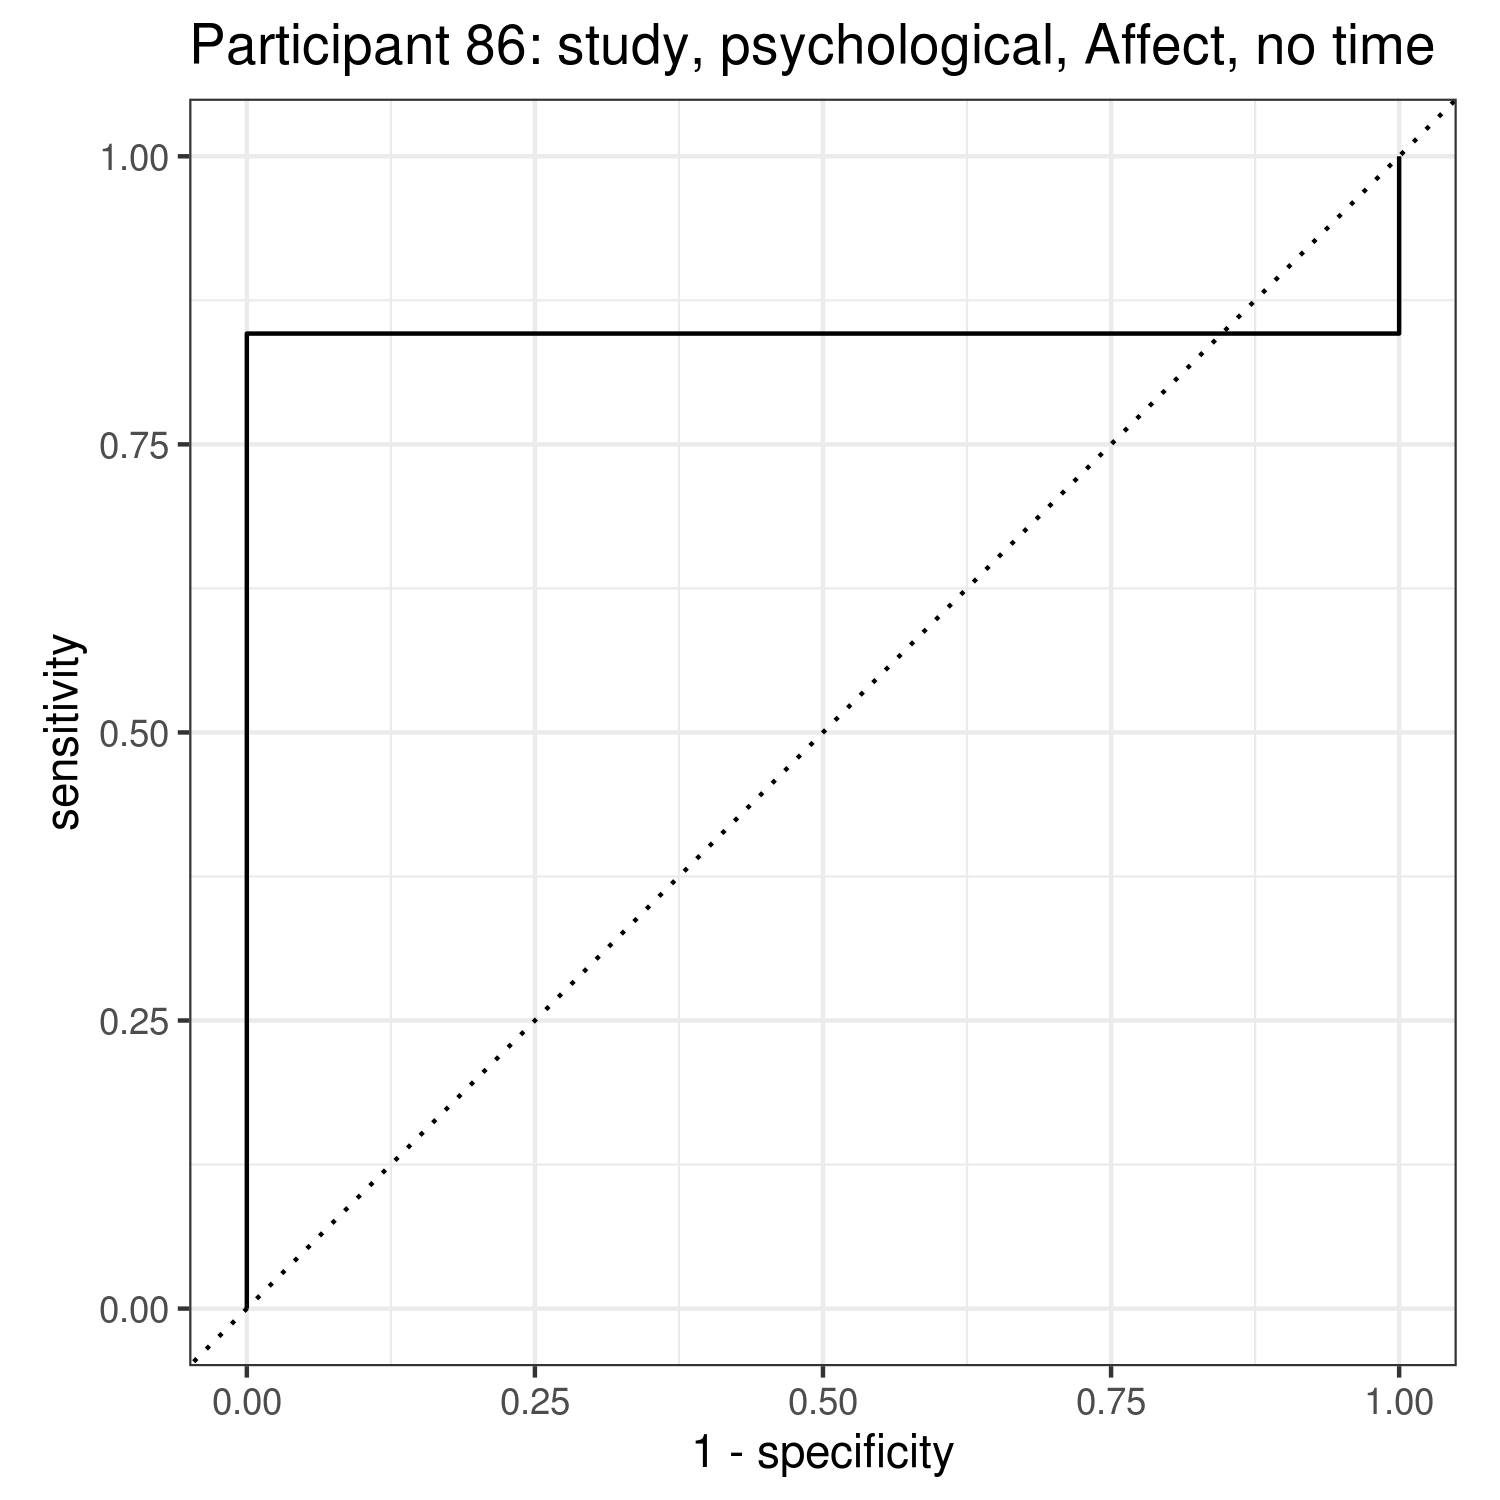 Participant 86: study, psychological, Affect, no time
1.00
0.75
0.50
0.25
0.00
sensitivity
0.00 0.25 0.50 0.75 1.00
1 - specificity